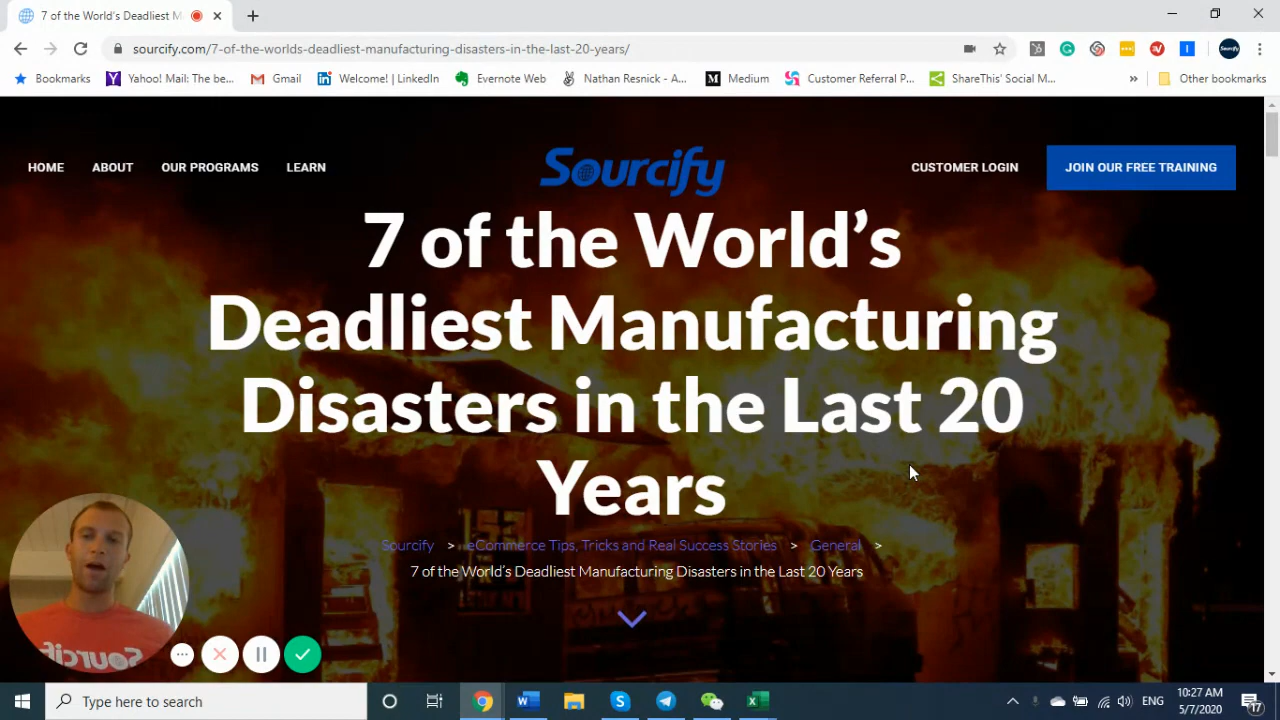 7 of the World's Deadliest M
sourcify.com/7-of-the-worlds-deadliest-manufacturing-disasters-in-the-last-20-years/
Bookmarks
Yahoo! Mail: The be...
Gmail
Welcome! | LinkedIn
Evernote Web
Nathan Resnick - A...
Medium
Customer Referral P...
ShareThis' Social M...
»
Other bookmarks
HOME
ABOUT
OUR PROGRAMS
LEARN
Sourcify
CUSTOMER LOGIN
JOIN OUR FREE TRAINING
7 of the World’s
Deadliest Manufacturing
Disasters in the Last 20
Years
Sourcify > eCommerce Tips, Tricks and Real Success Stories > General >
7 of the World’s Deadliest Manufacturing Disasters in the Last 20 Years
Sourcif
Type here to search
ENG
10:27 AM
5/7/2020
17